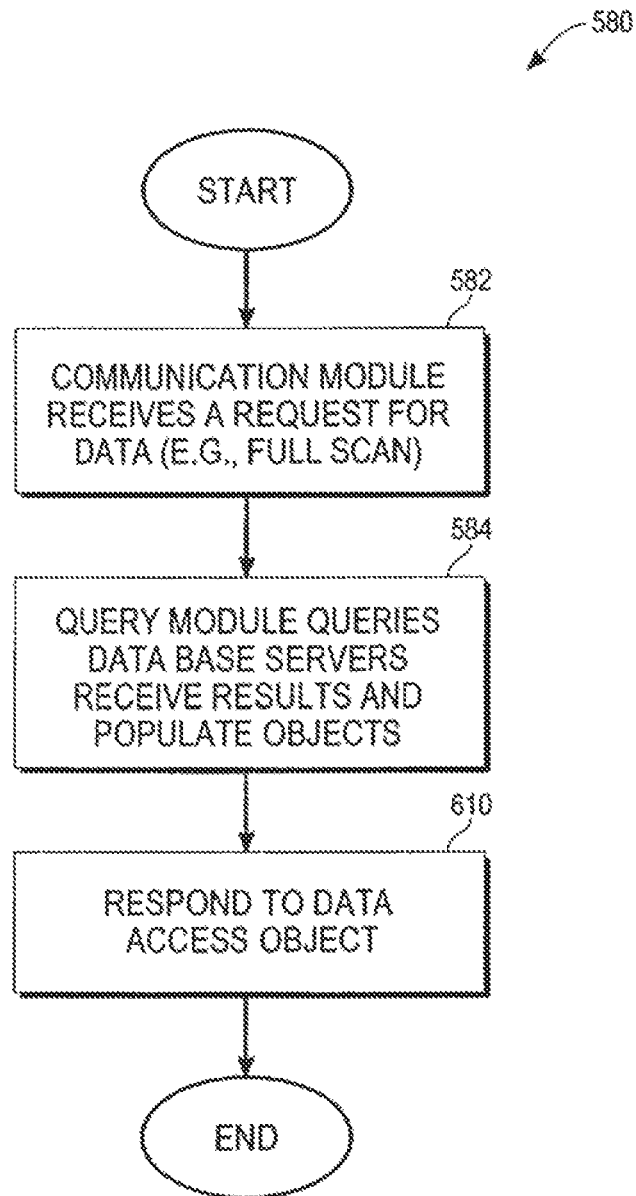 580
START
582
COMMUNICATION MODULE
RECEIVES A REQUEST FOR
DATA (E.G., FULL SCAN)
584
QUERY MODULE QUERIES
DATA BASE SERVERS
RECEIVE RESULTS AND
POPULATE OBJECTS
610
RESPOND TO DATA
ACCESS OBJECT
END